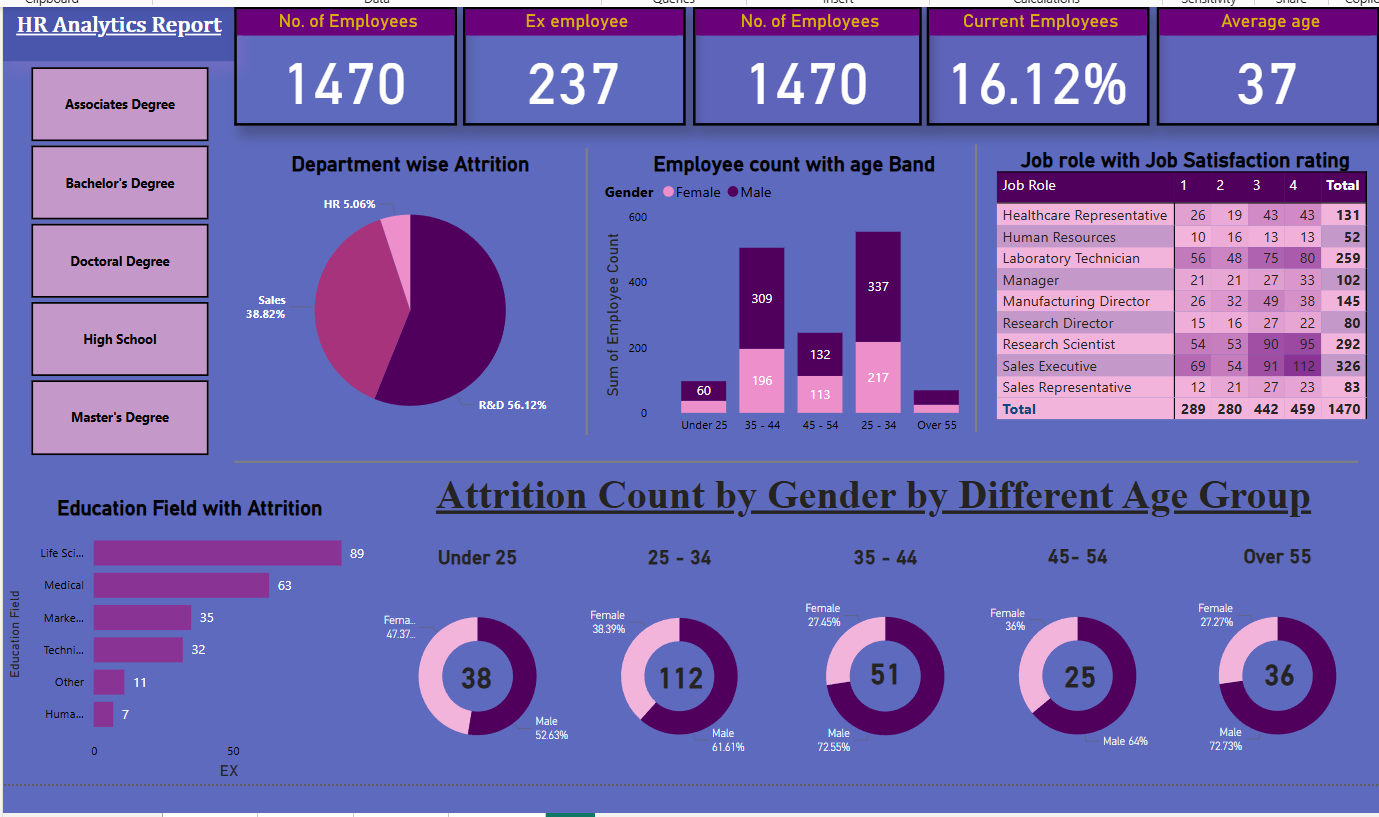 Clipboard
Data
Queries
Insert
Calculations
Sensitivity
Share
HR Analytics Report
Associates Degree
Bachelor's Degree
Doctoral Degree
High School
Master's Degree
No. of Employees
1470
Ex employee
237
No. of Employees
1470
Current Employees
16.12%
Average age
37
Department wise Attrition
HR 5.06%
Sales
38.82%
R&D 56.12%
Employee count with age Band
Gender Female Male
Sum of Employee Count
600
400
200
0
60
309
196
132
113
337
217
Under 25 35 - 44 45 - 54 25 - 34 Over 55
Job role with Job Satisfaction rating
Job Role 1 2 3 4 Total
Healthcare Representative 26 19 43 43 131
Human Resources 10 16 13 13 52
Laboratory Technician 56 48 75 80 259
Manager 21 21 27 33 102
Manufacturing Director 26 32 49 38 145
Research Director 15 16 27 22 80
Research Scientist 54 53 90 95 292
Sales Executive 69 54 91 112 326
Sales Representative 12 21 27 23 83
Total 289 280 442 459 1470
Education Field with Attrition
Education Field
Life Sci... 89
Medical 63
Marke... 35
Techni... 32
Other 11
Huma... 7
0 50
EX
Attrition Count by Gender by Different Age Group
Under 25
Fema...
47.37...
38
Male
52.63%
25 - 34
Female
38.39%
112
Male
61.61%
35 - 44
Female
27.45%
51
Male
72.55%
45- 54
Female
36%
25
Male 64%
Over 55
Female
27.27%
36
Male
72.73%